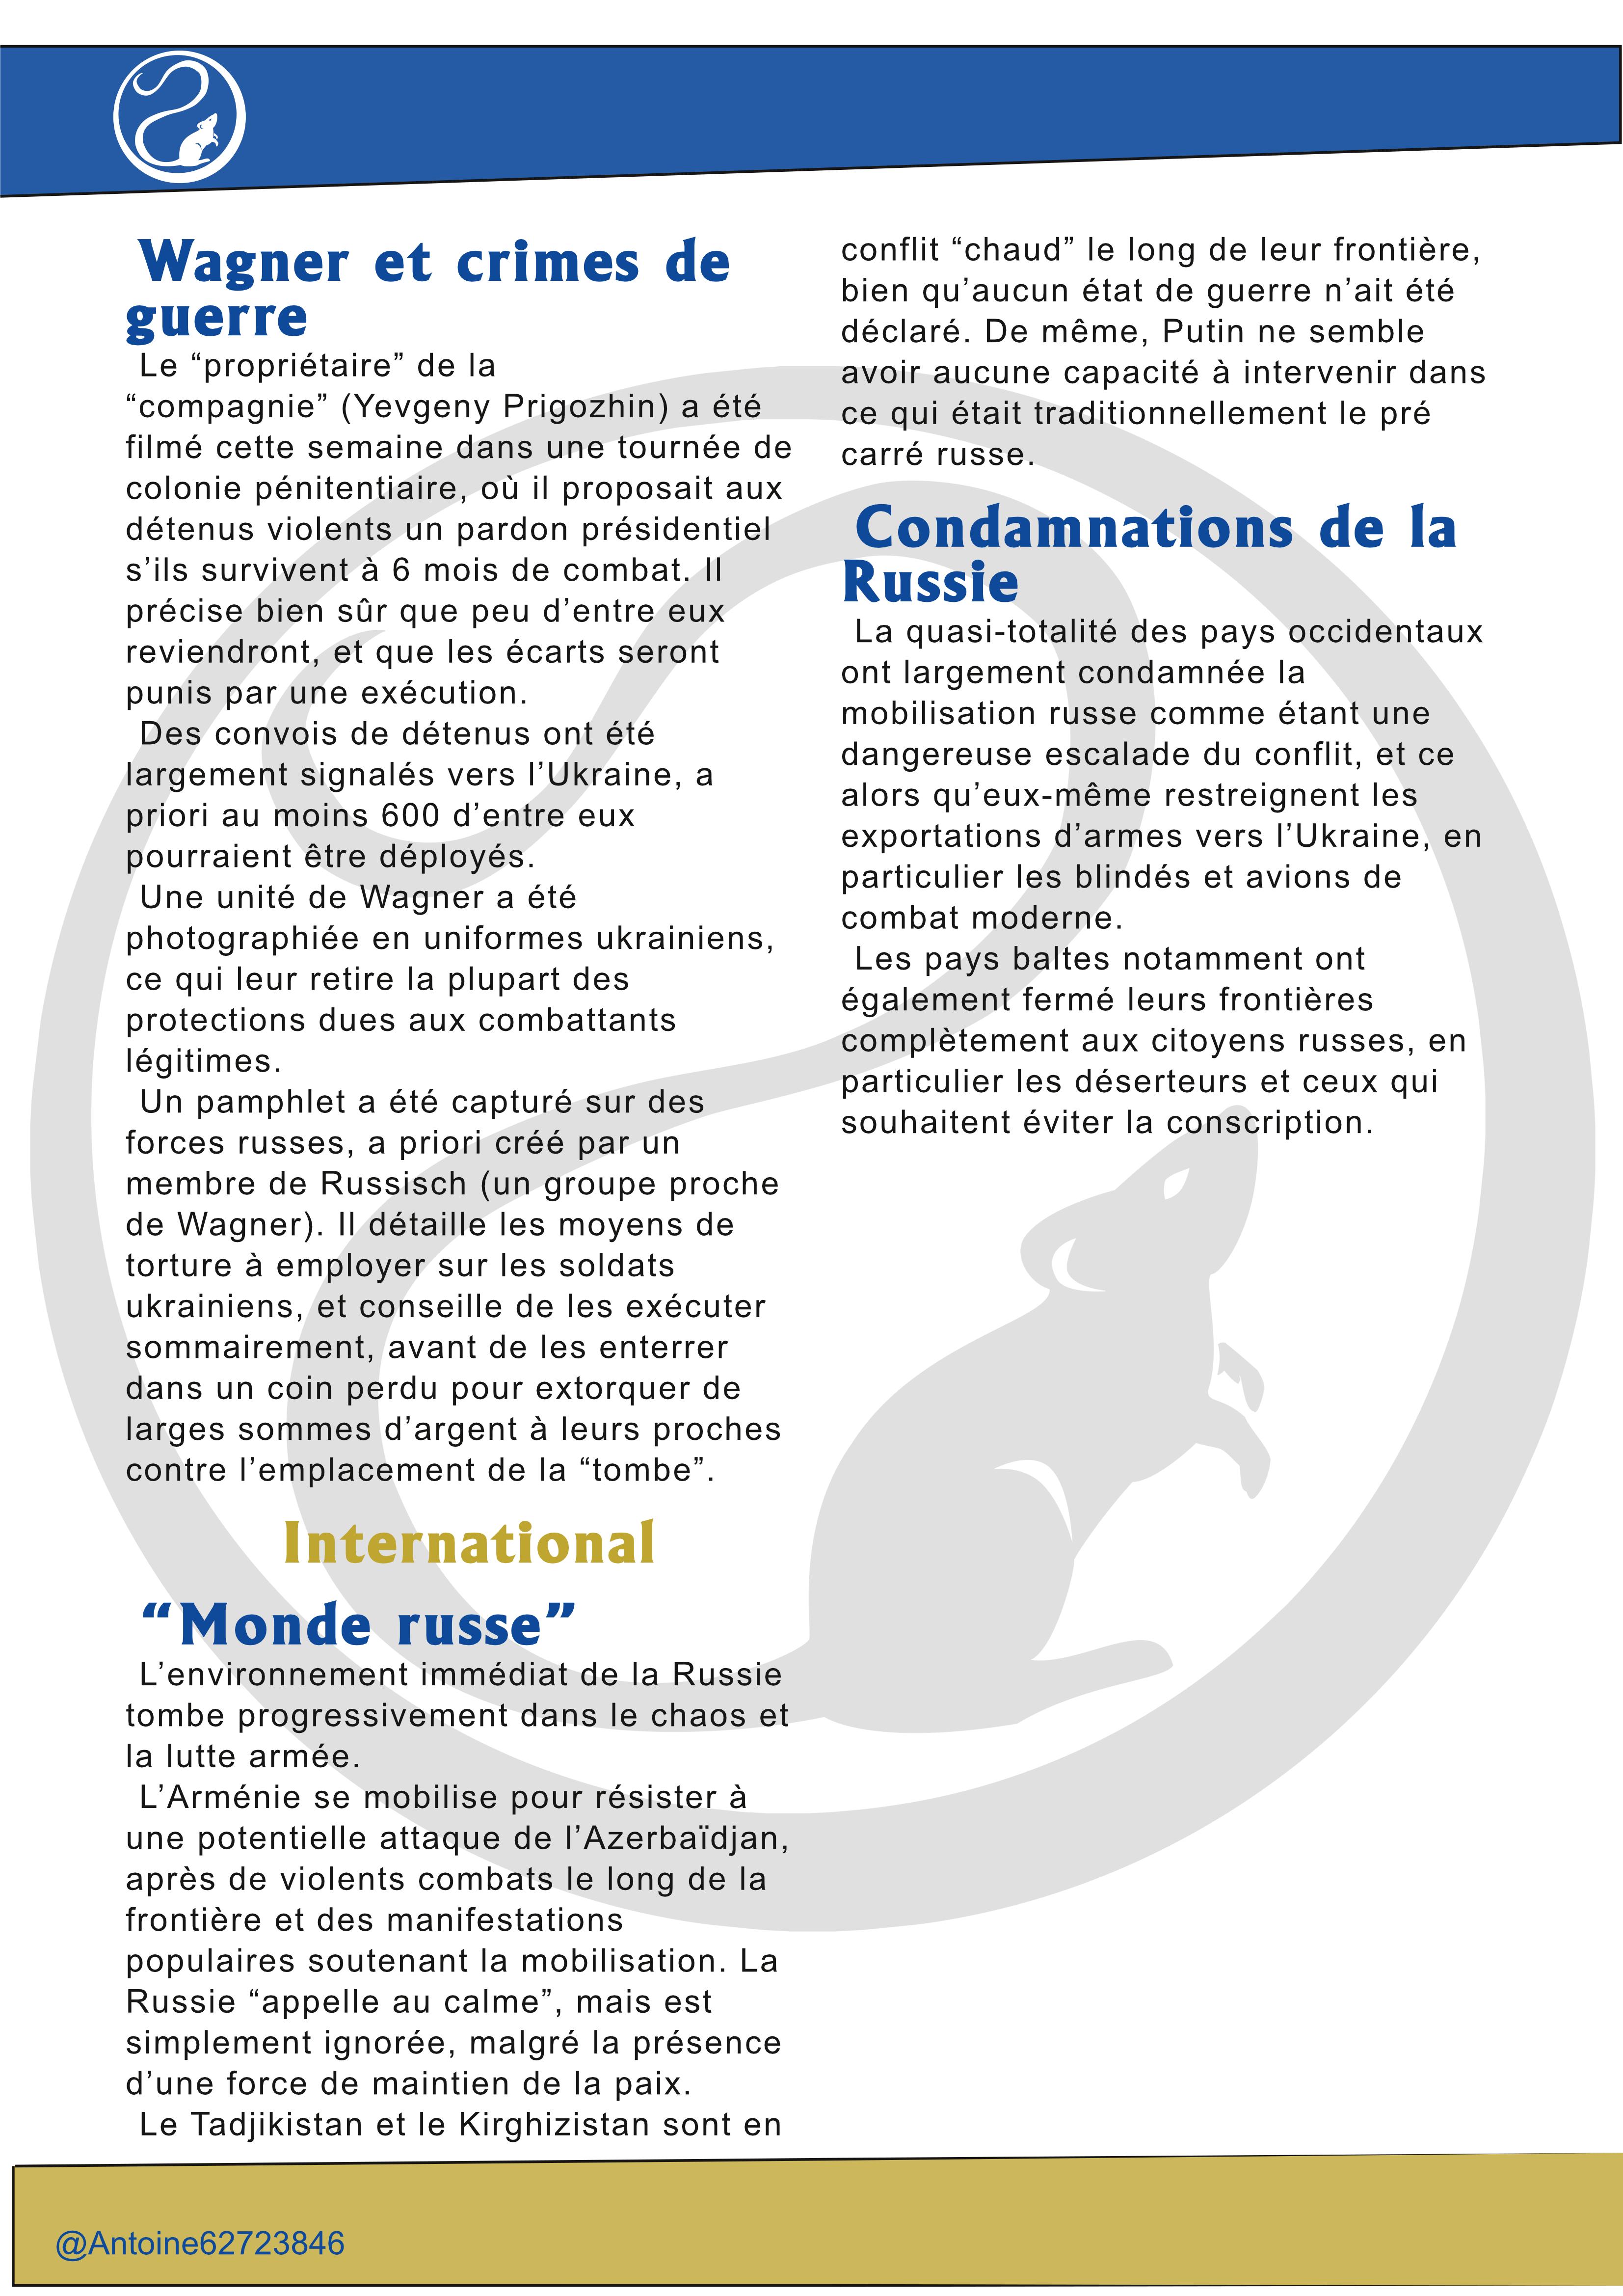 Wagner et crimes de
guerre
Le “propriétaire” de la
“compagnie” (Yevgeny Prigozhin) a été
filmé cette semaine dans une tournée de
colonie pénitentiaire, où il proposait aux
détenus violents un pardon présidentiel
s’ils survivent à 6 mois de combat. Il
précise bien sûr que peu d’entre eux
reviendront, et que les écarts seront
punis par une exécution.
Des convois de détenus ont été
largement signalés vers l’Ukraine, a
priori au moins 600 d’entre eux
pourraient être déployés.
Une unité de Wagner a été
photographiée en uniformes ukrainiens,
ce qui leur retire la plupart des
protections dues aux combattants
légitimes.
Un pamphlet a été capturé sur des
forces russes, a priori créé par un
membre de Russisch (un groupe proche
de Wagner). Il détaille les moyens de
torture à employer sur les soldats
ukrainiens, et conseille de les exécuter
sommairement, avant de les enterrer
dans un coin perdu pour extorquer de
larges sommes d’argent à leurs proches
contre l’emplacement de la “tombe”.
International
“Monde russe”
L’environnement immédiat de la Russie
tombe progressivement dans le chaos et
la lutte armée.
L’Arménie se mobilise pour résister à
une potentielle attaque de l’Azerbaïdjan,
après de violents combats le long de la
frontière et des manifestations
populaires soutenant la mobilisation. La
Russie “appelle au calme”, mais est
simplement ignorée, malgré la présence
d’une force de maintien de la paix.
Le Tadjikistan et le Kirghizistan sont en
conflit “chaud” le long de leur frontière,
bien qu’aucun état de guerre n’ait été
déclaré. De même, Putin ne semble
avoir aucune capacité à intervenir dans
ce qui était traditionnellement le pré
carré russe.
Condamnations de la
Russie
La quasi-totalité des pays occidentaux
ont largement condamnée la
mobilisation russe comme étant une
dangereuse escalade du conflit, et ce
alors qu’eux-même restreignent les
exportations d’armes vers l’Ukraine, en
particulier les blindés et avions de
combat moderne.
Les pays baltes notamment ont
également fermé leurs frontières
complètement aux citoyens russes, en
particulier les déserteurs et ceux qui
souhaitent éviter la conscription.
@Antoine62723846